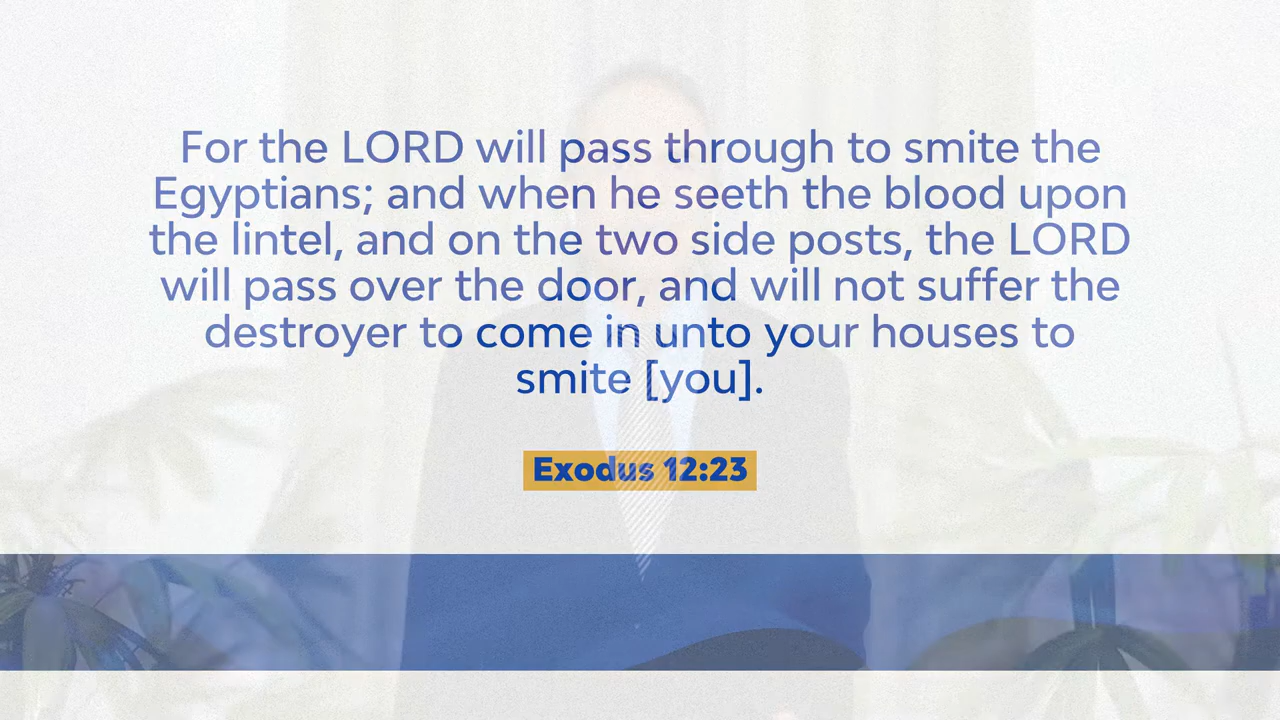 For the LORD will pass through to smite the
Egyptians; and when he seeth the blood upon
the lintel, and on the two side posts, the LORD
will pass over the door, and will not suffer the
destroyer to come in unto your houses to
smite [you].
Exodus 12:23